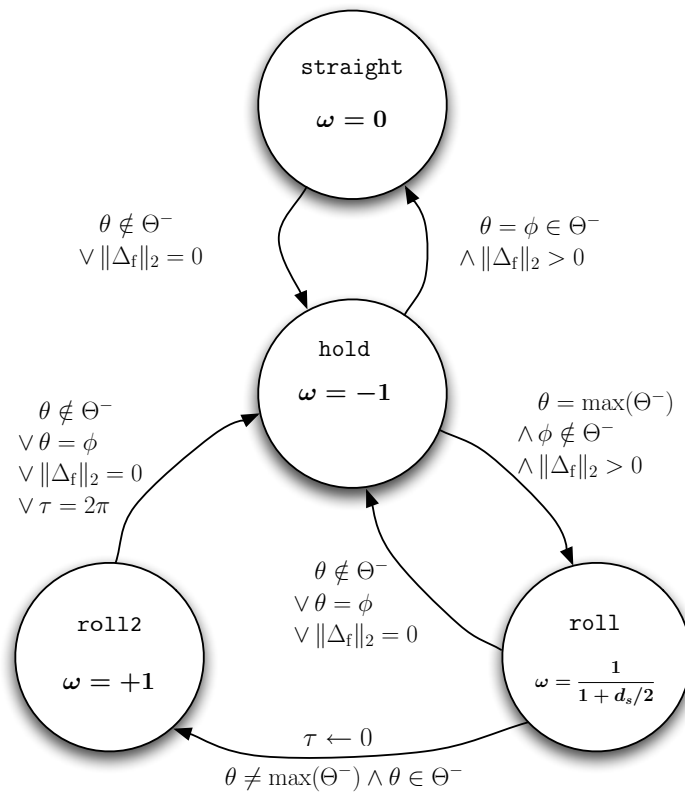 straight
ω = 0
θ ∉ Θ⁻
∨ ‖Δ_f‖₂ = 0
θ = ϕ ∈ Θ⁻
∧ ‖Δ_f‖₂ > 0
hold
ω = −1
θ ∉ Θ⁻
∨ θ = ϕ
∨ ‖Δ_f‖₂ = 0
∨ τ = 2π
θ = max(Θ⁻)
∧ ϕ ∉ Θ⁻
∧ ‖Δ_f‖₂ > 0
θ ∉ Θ⁻
∨ θ = ϕ
∨ ‖Δ_f‖₂ = 0
roll2
ω = +1
roll
ω = 1 / (1 + d_s/2)
τ ← 0
θ ≠ max(Θ⁻) ∧ θ ∈ Θ⁻